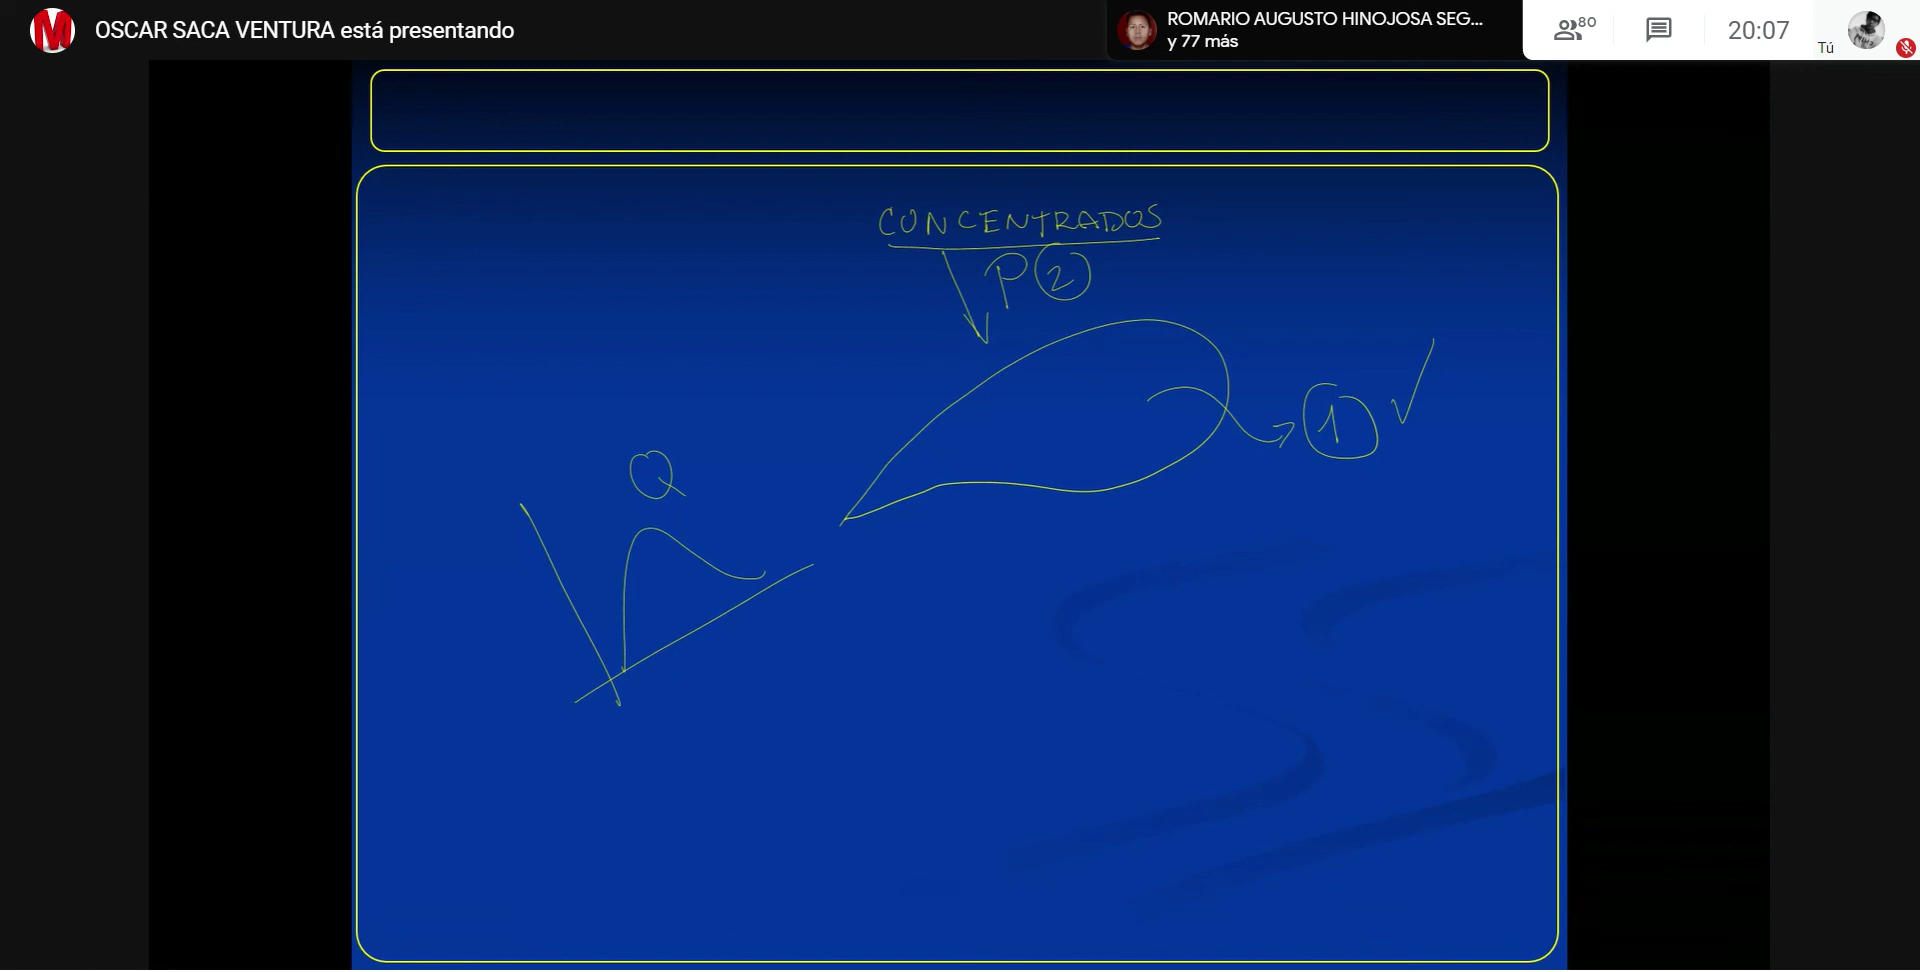 M
OSCAR SACA VENTURA está presentando
ROMARIO AUGUSTO HINOJOSA SEG...
y 77 más
80
20:07
Tú
CONCENTRADOS
P 2
1
Q